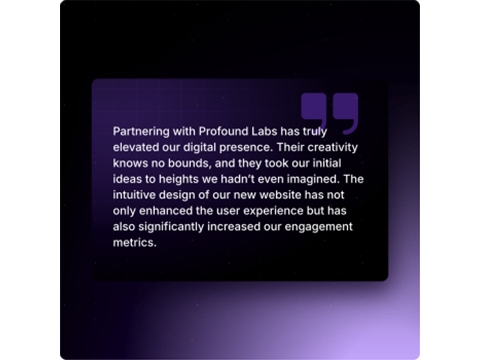 Partnering with Profound Labs has truly
elevated our digital presence. Their creativity
knows no bounds, and they took our initial
ideas to heights we hadn’t even imagined. The
intuitive design of our new website has not
only enhanced the user experience but has
also significantly increased our engagement
metrics.